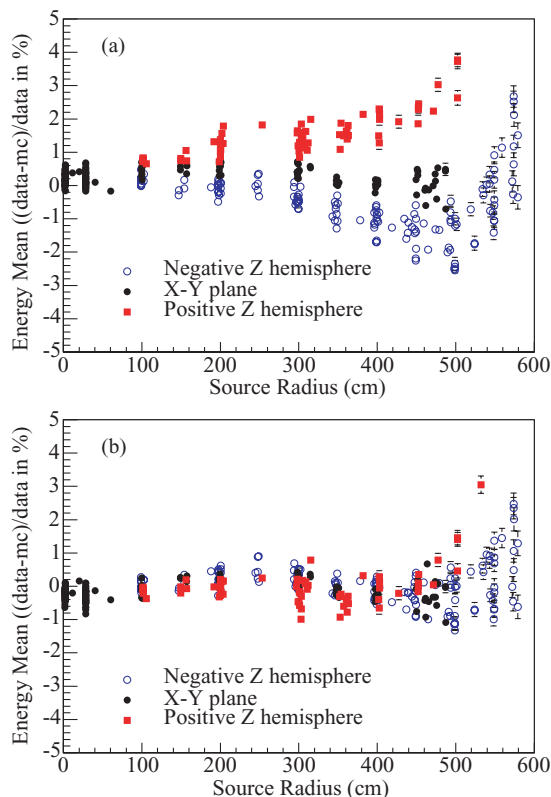 Energy Mean (((data-mc)/data in %)
5
4
3
2
1
0
-1
-2
-3
-4
-5
(a)
Negative Z hemisphere
X-Y plane
Positive Z hemisphere
0 100 200 300 400 500 600
Source Radius (cm)
Energy Mean (((data-mc)/data in %)
5
4
3
2
1
0
-1
-2
-3
-4
-5
(b)
Negative Z hemisphere
X-Y plane
Positive Z hemisphere
0 100 200 300 400 500 600
Source Radius (cm)